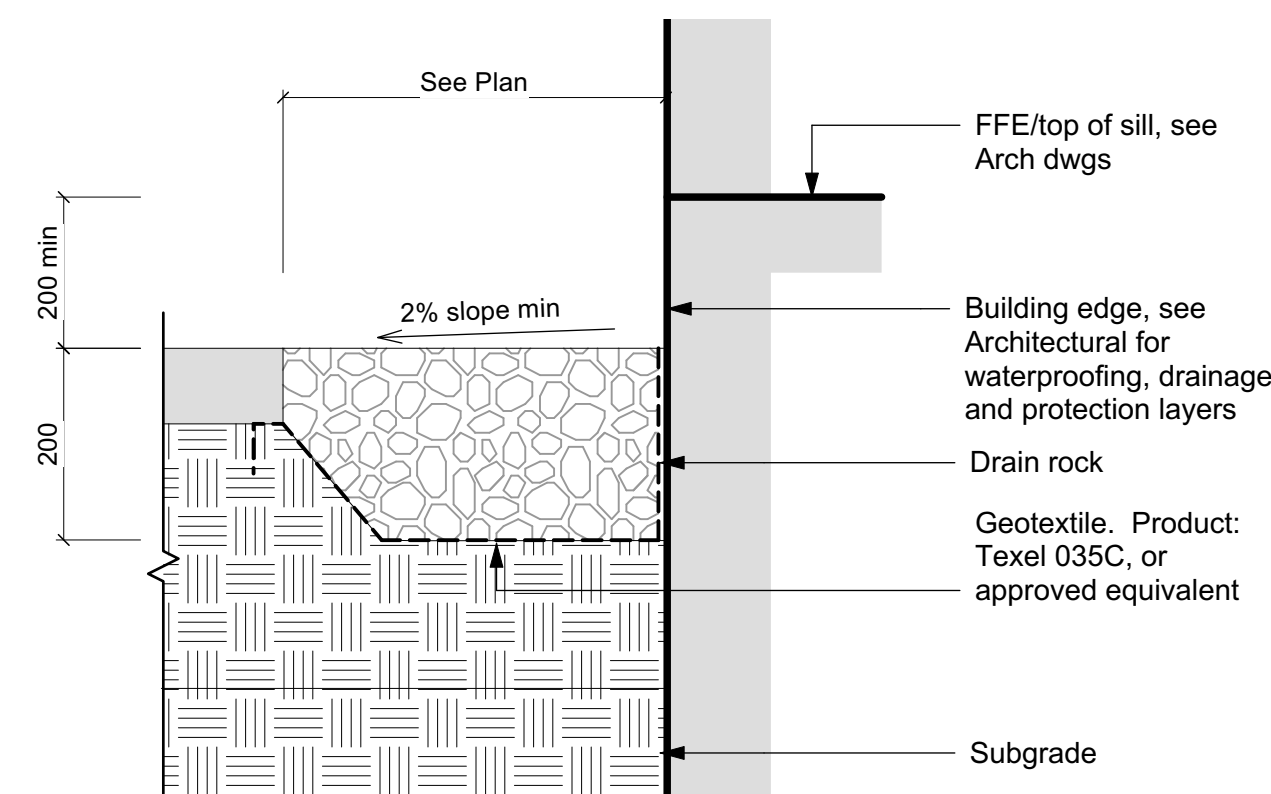 See Plan
FFE/top of sill, see
Arch dwgs
200 min
2% slope min
Building edge, see
Architectural for
waterproofing, drainage
and protection layers
200
Drain rock
Geotextile. Product:
Texel 035C, or
approved equivalent
Subgrade